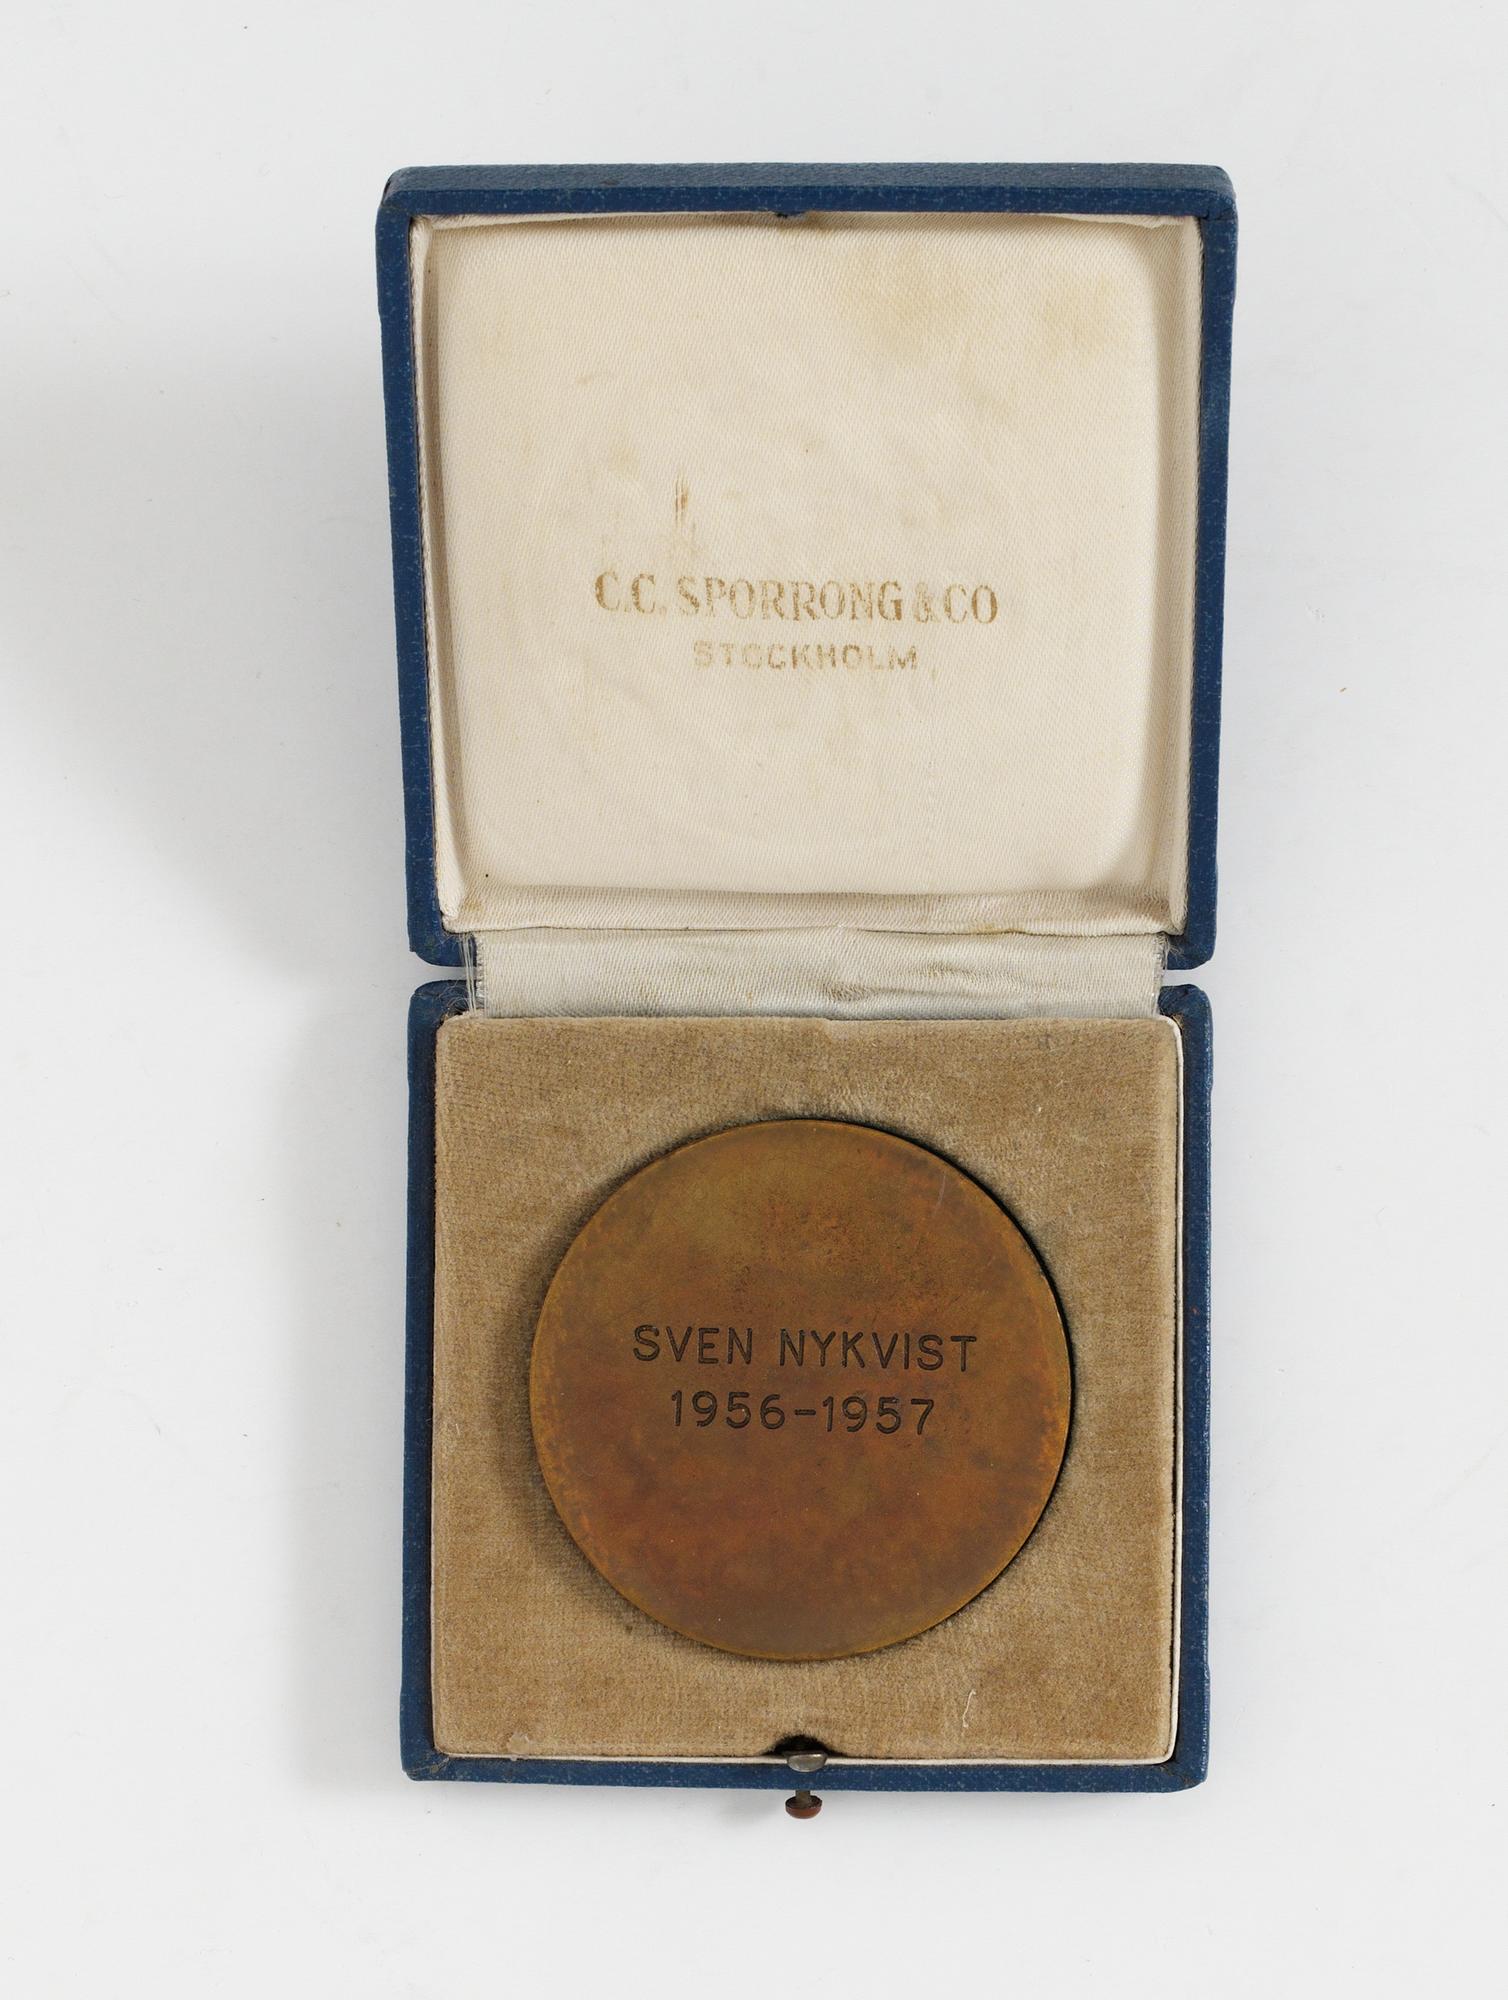 C.C. SPORRONG & CO
STOCKHOLM
SVEN NYKVIST
1956-1957